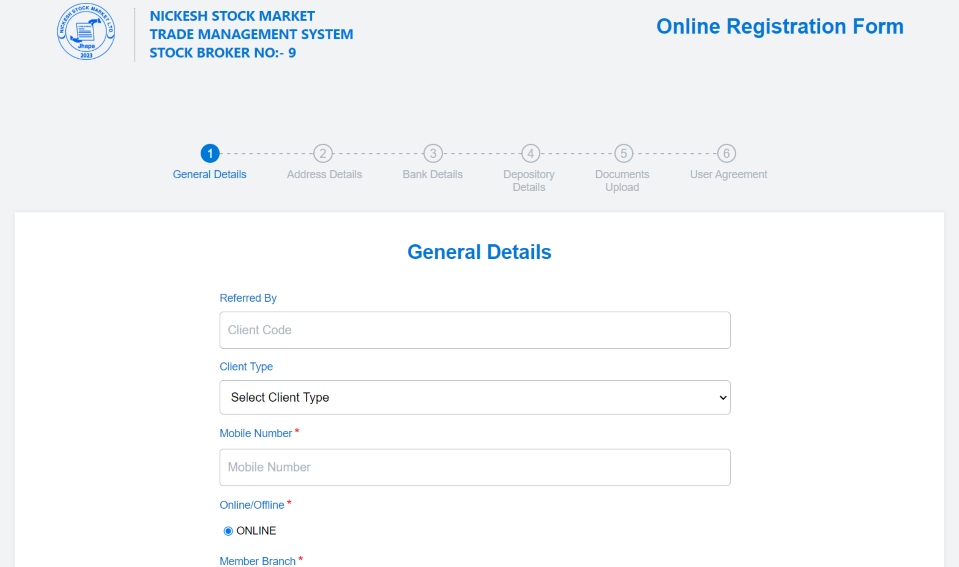 NICKESH STOCK MARKET LTD
Jhapa
2023
NICKESH STOCK MARKET
TRADE MANAGEMENT SYSTEM
STOCK BROKER NO:- 9
Online Registration Form
1
2
3
4
5
6
General Details
Address Details
Bank Details
Depository
Details
Documents
Upload
User Agreement
General Details
Referred By
Client Code
Client Type
Select Client Type
Mobile Number *
Mobile Number
Online/Offline *
ONLINE
Member Branch *